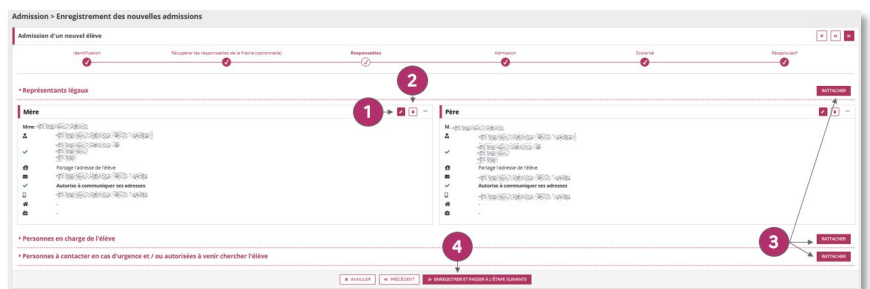 Admission > Enregistrement des nouvelles admissions
Admission d'un nouvel élève
Identification
Récupérer les responsables de la fratrie (optionnelle)
Responsables
Admission
Scolarité
Récapitulatif
Représentants légaux
RATTACHER
2
1
Mère
Père
Mme
M.
Partage l'adresse de l'élève
Partage l'adresse de l'élève
Autorise à communiquer ses adresses
Autorise à communiquer ses adresses
-
-
-
-
Personnes en charge de l'élève
RATTACHER
3
4
Personnes à contacter en cas d'urgence et / ou autorisées à venir chercher l'élève
RATTACHER
ANNULER
PRÉCÉDENT
ENREGISTRER ET PASSER À L'ÉTAPE SUIVANTE